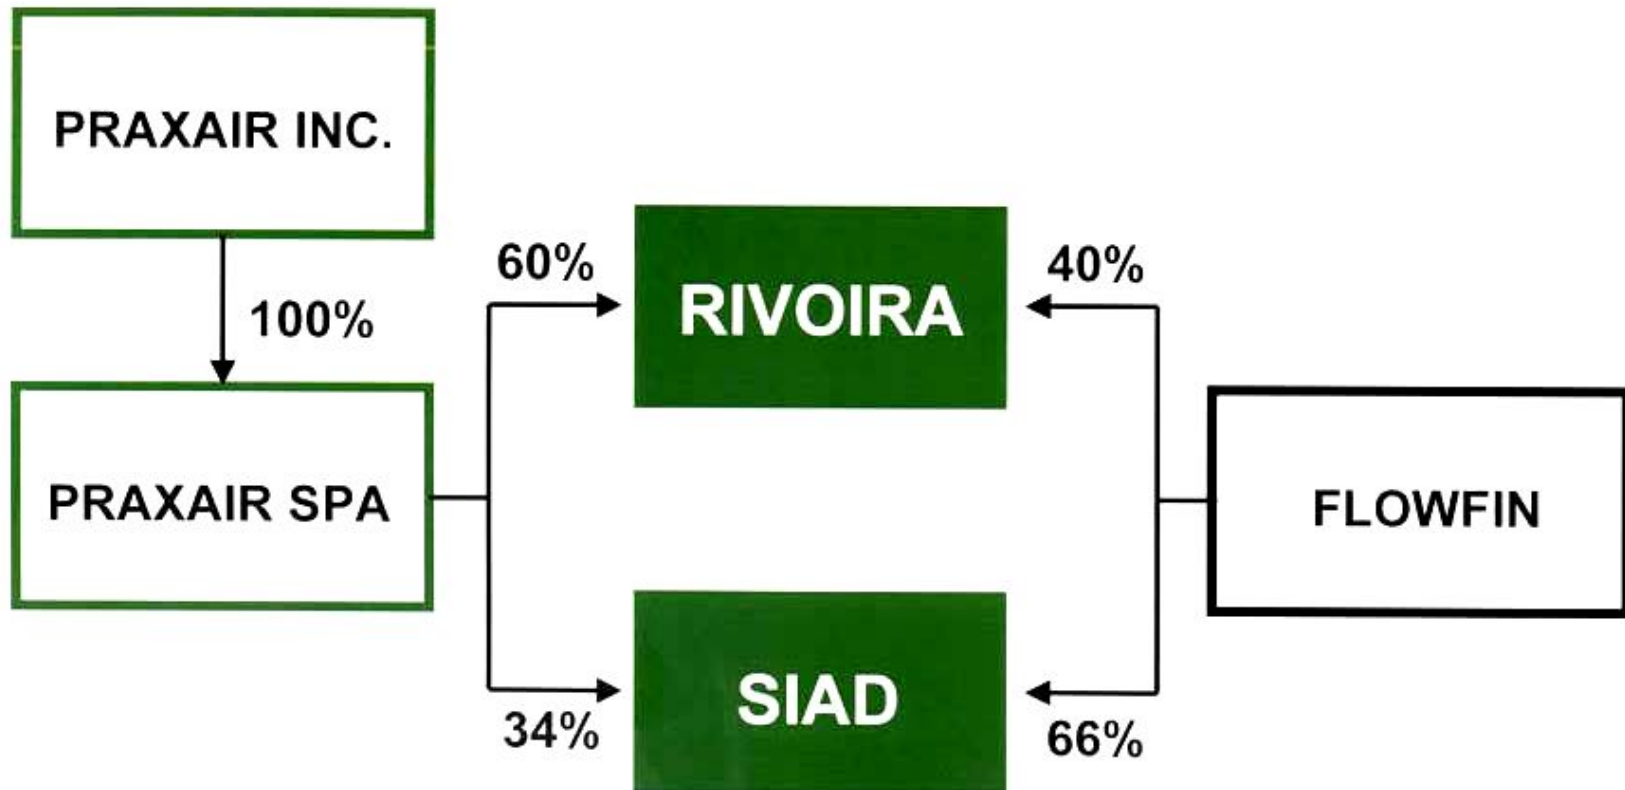 PRAXAIR INC.
100%
PRAXAIR SPA
60%
RIVOIRA
40%
FLOWFIN
34%
SIAD
66%